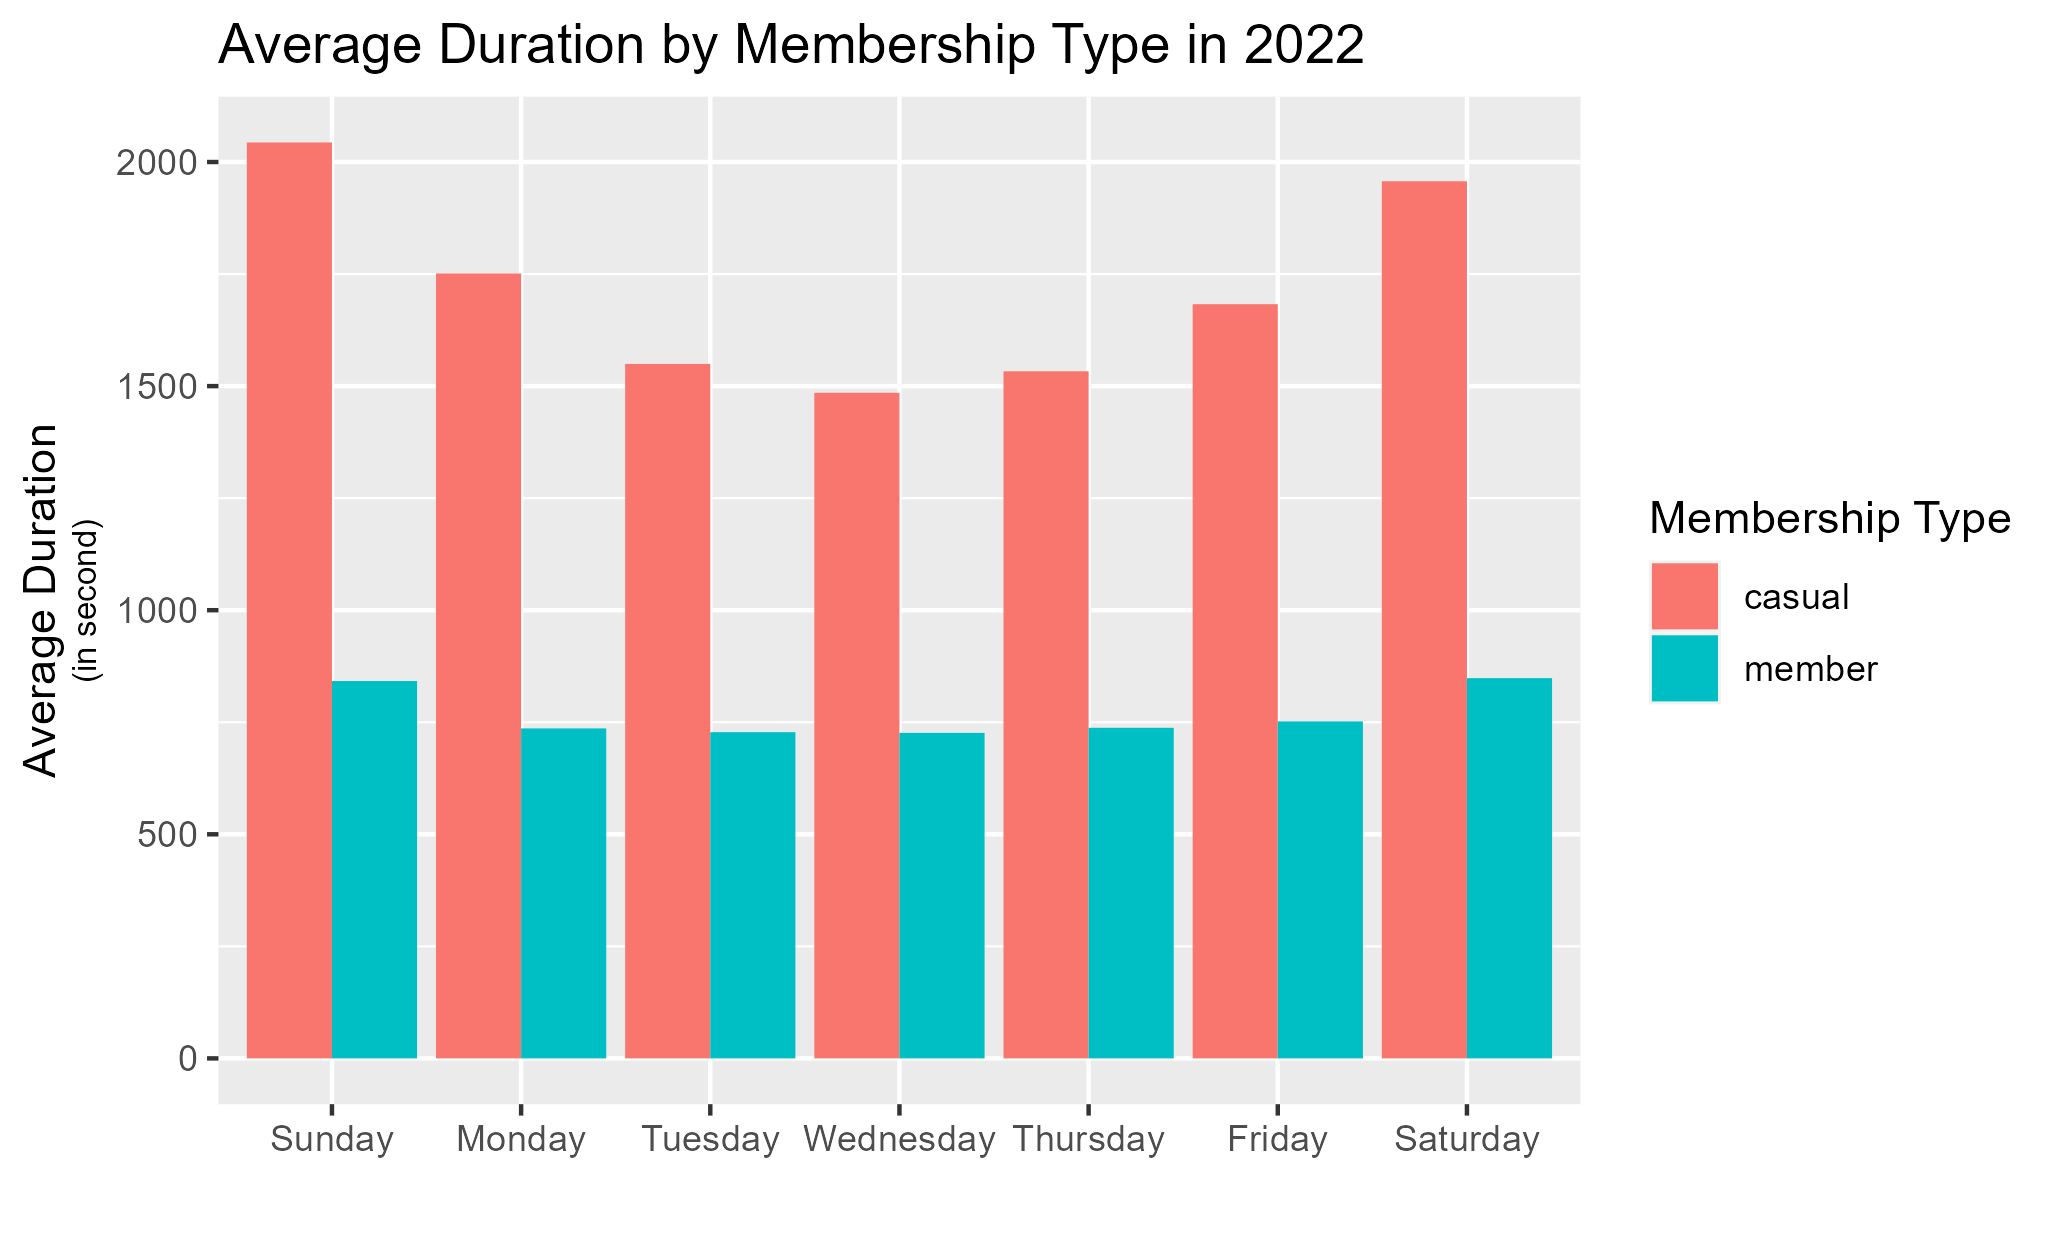 Average Duration by Membership Type in 2022
Average Duration
(in second)
2000
1500
1000
500
0
Sunday Monday Tuesday Wednesday Thursday Friday Saturday
Membership Type
casual
member